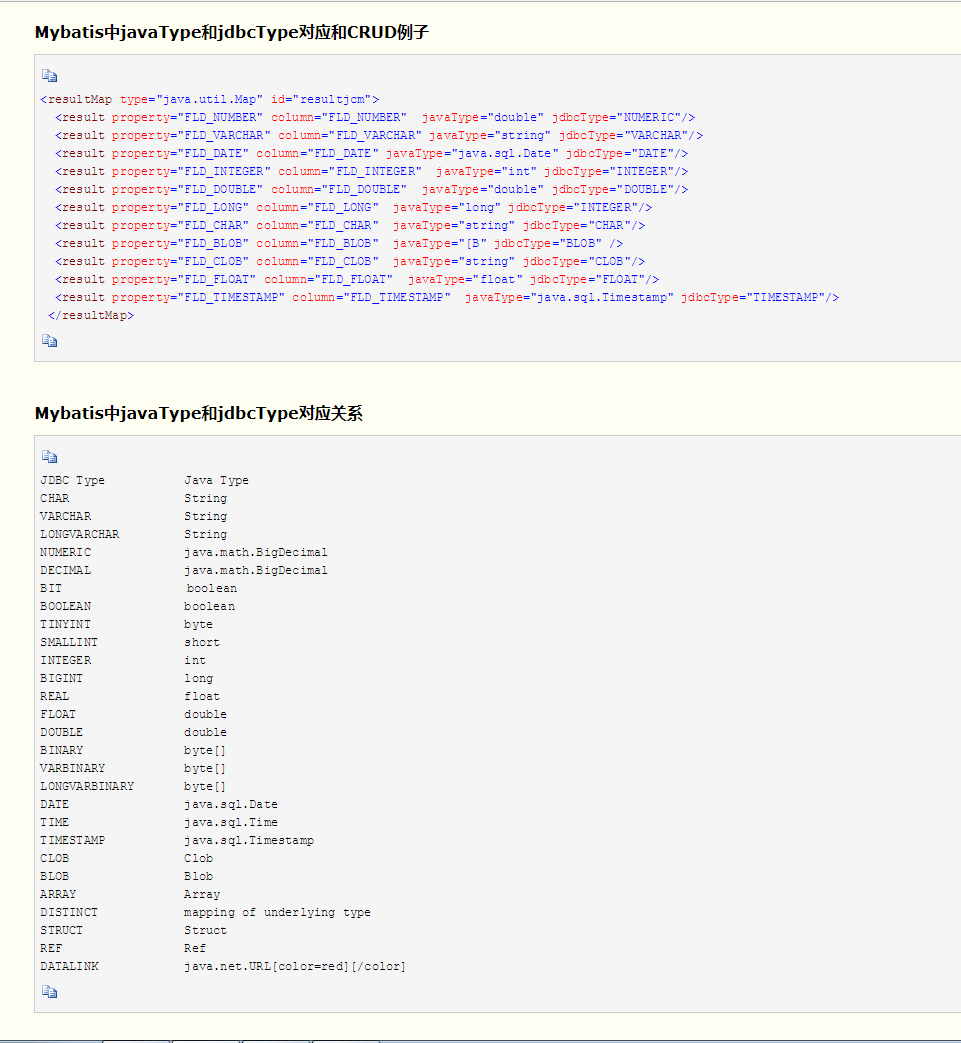 Mybatis中javaType和jdbcType对应和CRUD例子
<resultMap type="java.util.Map" id="resultjcm">
  <result property="FLD_NUMBER" column="FLD_NUMBER"  javaType="double" jdbcType="NUMERIC"/>
  <result property="FLD_VARCHAR" column="FLD_VARCHAR" javaType="string" jdbcType="VARCHAR"/>
  <result property="FLD_DATE" column="FLD_DATE" javaType="java.sql.Date" jdbcType="DATE"/>
  <result property="FLD_INTEGER" column="FLD_INTEGER"  javaType="int" jdbcType="INTEGER"/>
  <result property="FLD_DOUBLE" column="FLD_DOUBLE"  javaType="double" jdbcType="DOUBLE"/>
  <result property="FLD_LONG" column="FLD_LONG"  javaType="long" jdbcType="INTEGER"/>
  <result property="FLD_CHAR" column="FLD_CHAR"  javaType="string" jdbcType="CHAR"/>
  <result property="FLD_BLOB" column="FLD_BLOB"  javaType="[B" jdbcType="BLOB" />
  <result property="FLD_CLOB" column="FLD_CLOB"  javaType="string" jdbcType="CLOB"/>
  <result property="FLD_FLOAT" column="FLD_FLOAT"  javaType="float" jdbcType="FLOAT"/>
  <result property="FLD_TIMESTAMP" column="FLD_TIMESTAMP"  javaType="java.sql.Timestamp" jdbcType="TIMESTAMP"/>
 </resultMap>
Mybatis中javaType和jdbcType对应关系
JDBC Type           Java Type
CHAR                String
VARCHAR             String
LONGVARCHAR         String
NUMERIC             java.math.BigDecimal
DECIMAL             java.math.BigDecimal
BIT                 boolean
BOOLEAN             boolean
TINYINT             byte
SMALLINT            short
INTEGER             int
BIGINT              long
REAL                float
FLOAT               double
DOUBLE              double
BINARY              byte[]
VARBINARY           byte[]
LONGVARBINARY       byte[]
DATE                java.sql.Date
TIME                java.sql.Time
TIMESTAMP           java.sql.Timestamp
CLOB                Clob
BLOB                Blob
ARRAY               Array
DISTINCT            mapping of underlying type
STRUCT              Struct
REF                 Ref
DATALINK            java.net.URL[color=red][/color]